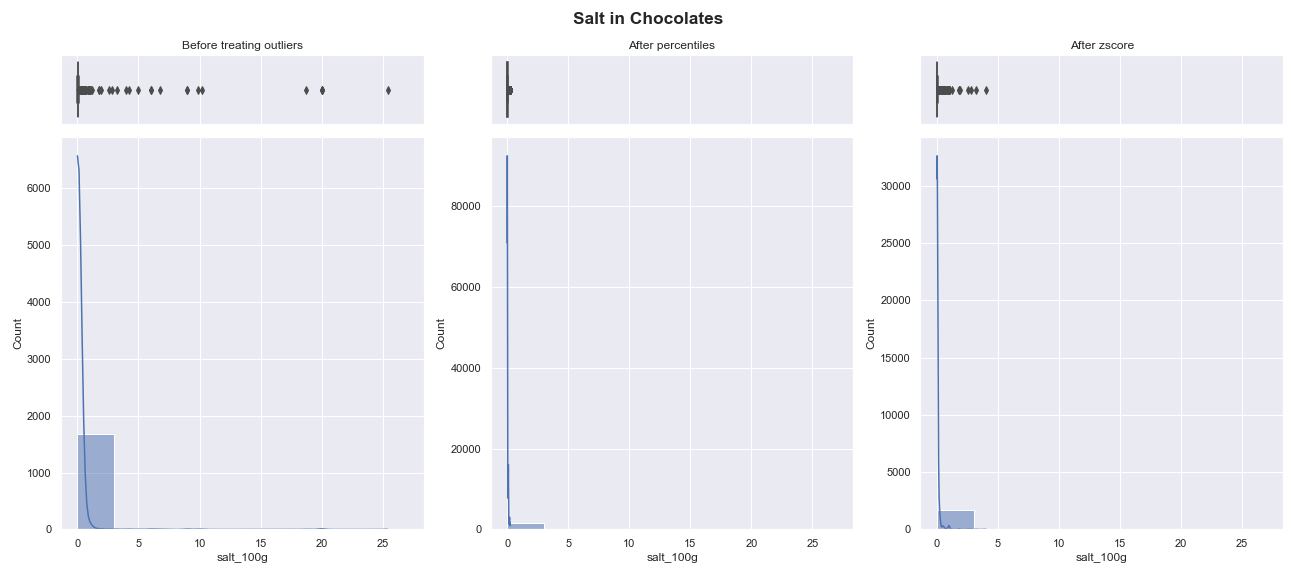 Salt in Chocolates
Before treating outliers
After percentiles
After zscore
6000
5000
4000
3000
2000
1000
0
Count
0 5 10 15 20 25
salt_100g
80000
60000
40000
20000
0
Count
0 5 10 15 20 25
salt_100g
30000
25000
20000
15000
10000
5000
0
Count
0 5 10 15 20 25
salt_100g